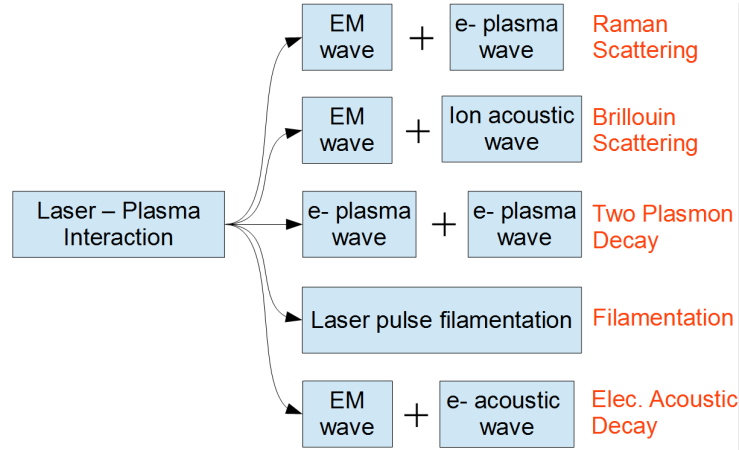 EM
wave
+
e- plasma
wave
Raman
Scattering
EM
wave
+
Ion acoustic
wave
Brillouin
Scattering
Laser – Plasma
Interaction
e- plasma
wave
+
e- plasma
wave
Two Plasmon
Decay
Laser pulse filamentation
Filamentation
EM
wave
+
e- acoustic
wave
Elec. Acoustic
Decay